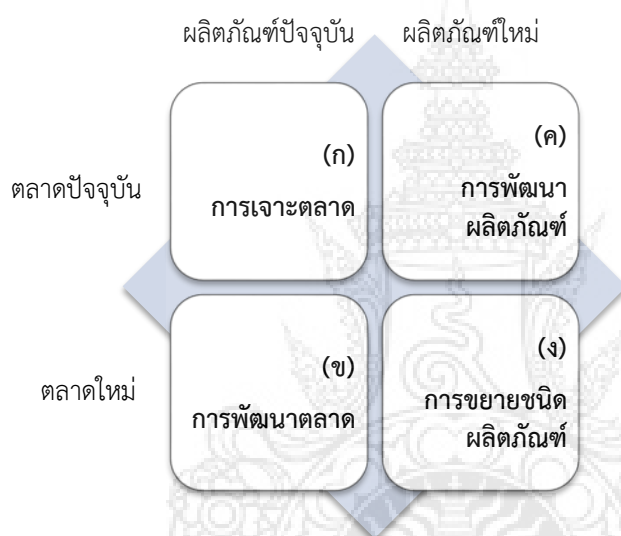 ผลิตภัณฑ์ปัจจุบัน ผลิตภัณฑ์ใหม่
ตลาดปัจจุบัน
(ก)
การเจาะตลาด
(ค)
การพัฒนา
ผลิตภัณฑ์
ตลาดใหม่
(ข)
การพัฒนาตลาด
(ง)
การขยายชนิด
ผลิตภัณฑ์